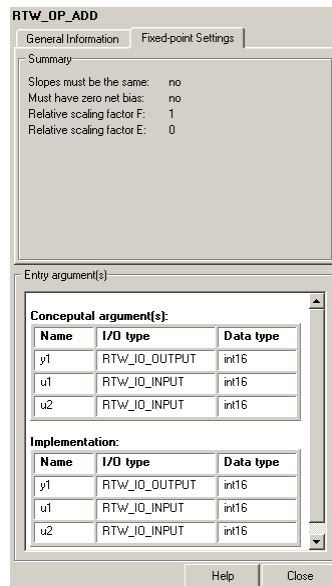 RTW_OP_ADD
General Information Fixed-point Settings
Summary
Slopes must be the same: no
Must have zero net bias: no
Relative scaling factor F: 1
Relative scaling factor E: 0
Entry argument(s)
Conceputal argument(s):
Name I/O type Data type
y1 RTW_IO_OUTPUT int16
u1 RTW_IO_INPUT int16
u2 RTW_IO_INPUT int16
Implementation:
Name I/O type Data type
y1 RTW_IO_OUTPUT int16
u1 RTW_IO_INPUT int16
u2 RTW_IO_INPUT int16
Help Close